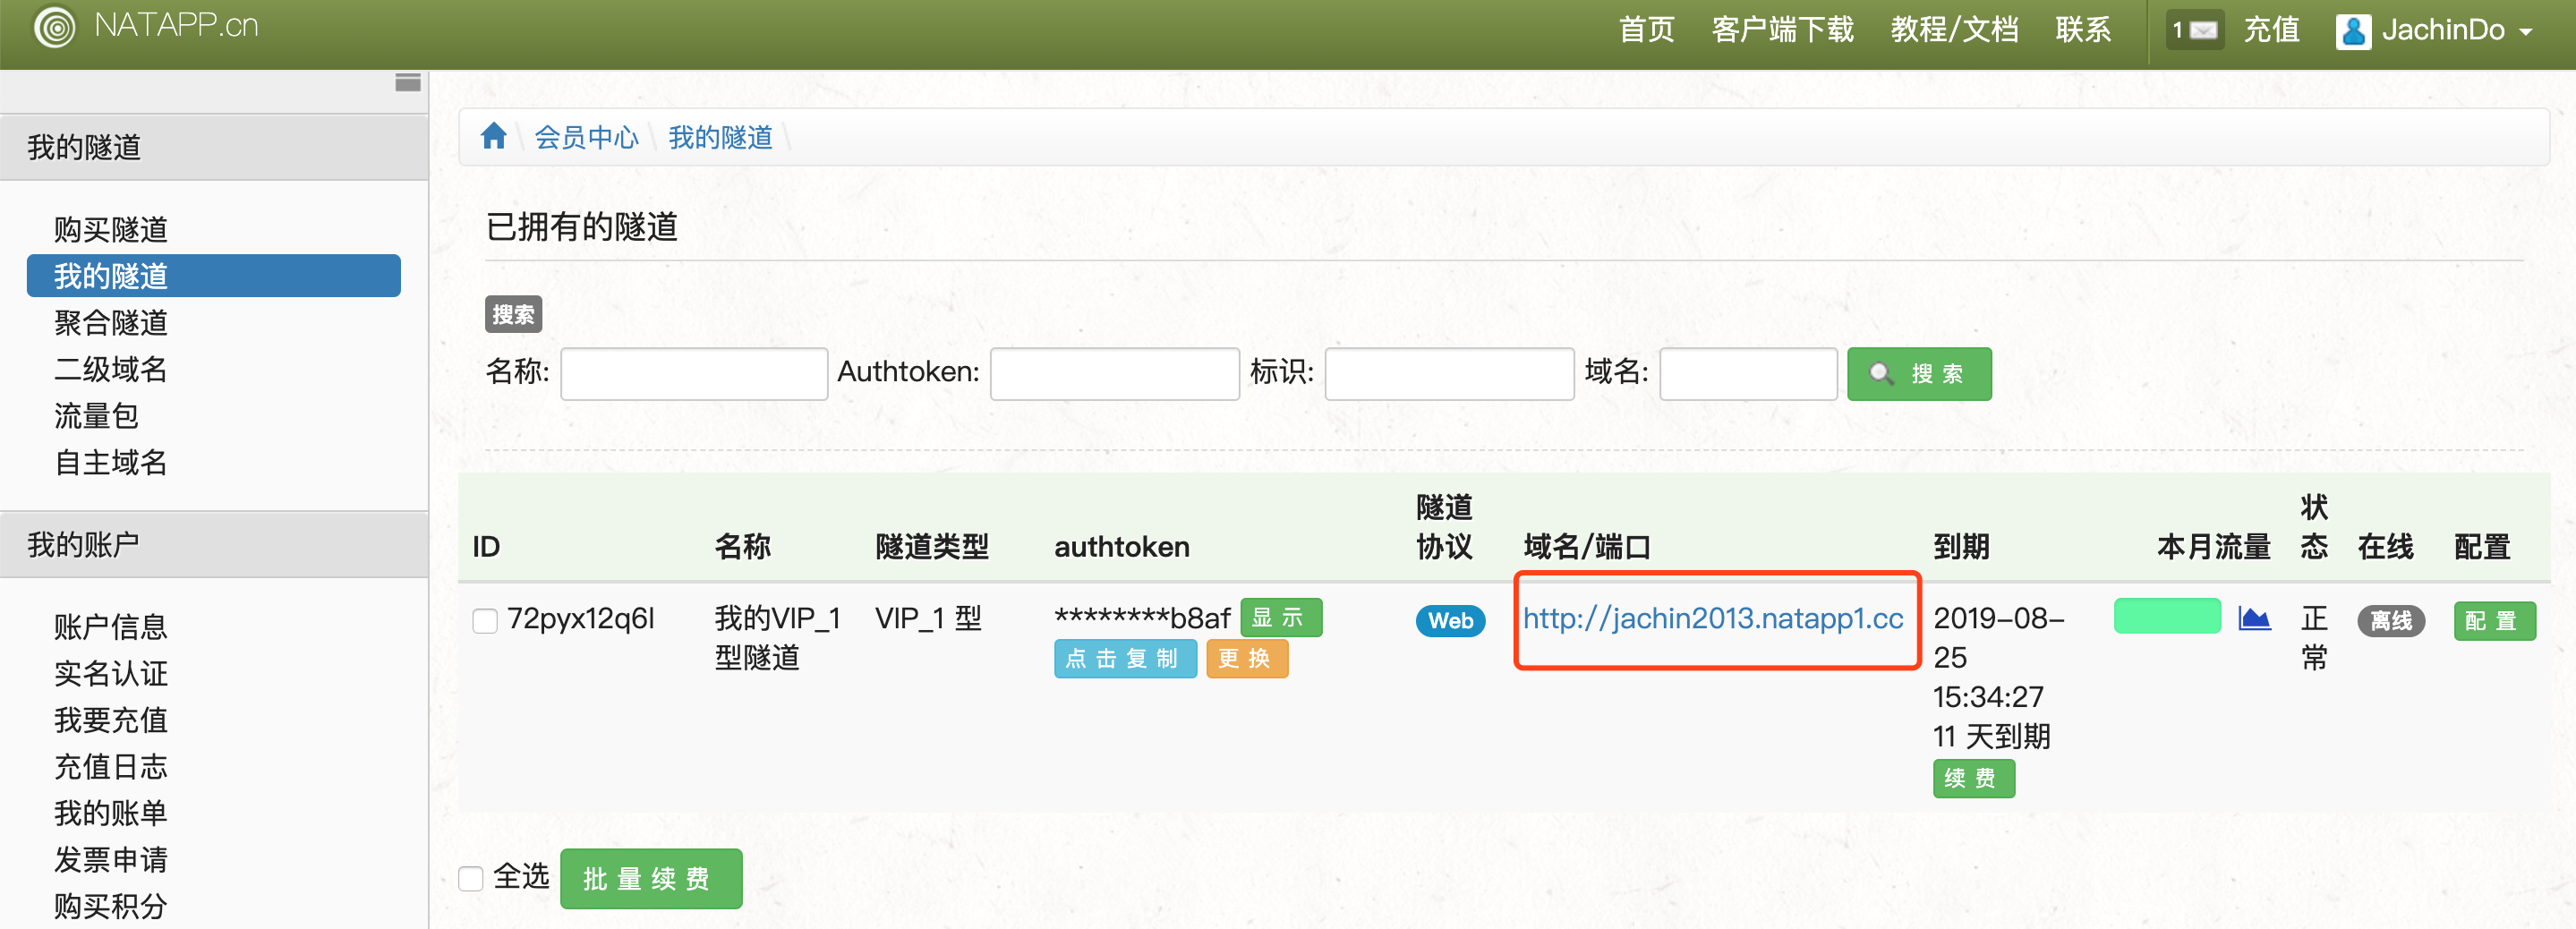 NATAPP.cn
首页 客户端下载 教程/文档 联系 1 充值 JachinDo
我的隧道
购买隧道
我的隧道
聚合隧道
二级域名
流量包
自主域名
我的账户
账户信息
实名认证
我要充值
充值日志
我的账单
发票申请
购买积分
会员中心 \ 我的隧道 \
已拥有的隧道
搜索
名称: Authtoken: 标识: 域名: 搜 索
ID 名称 隧道类型 authtoken 隧道协议 域名/端口 到期 本月流量 状态 在线 配置
72pyx12q6l 我的VIP_1 VIP_1 型 ********b8af 显 示 Web http://jachin2013.natapp1.cc 2019-08- 正 离线 配 置
型隧道 点 击 复 制 更 换 25 常
15:34:27
11 天到期
续 费
全选 批 量 续 费